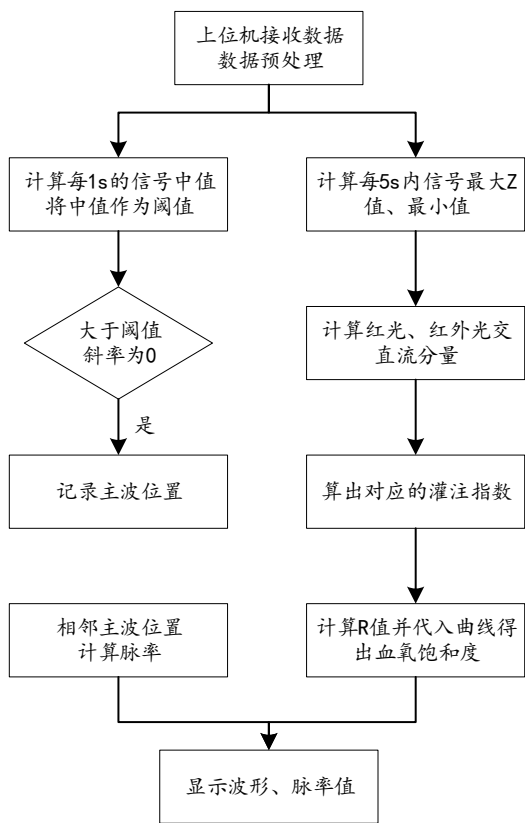 上位机接收数据
数据预处理
计算每1s的信号中值
将中值作为阈值
大于阈值
斜率为0
是
记录主波位置
相邻主波位置
计算脉率
计算每5s内信号最大Z
值、最小值
计算红光、红外光交
直流分量
算出对应的灌注指数
计算R值并代入曲线得
出血氧饱和度
显示波形、脉率值